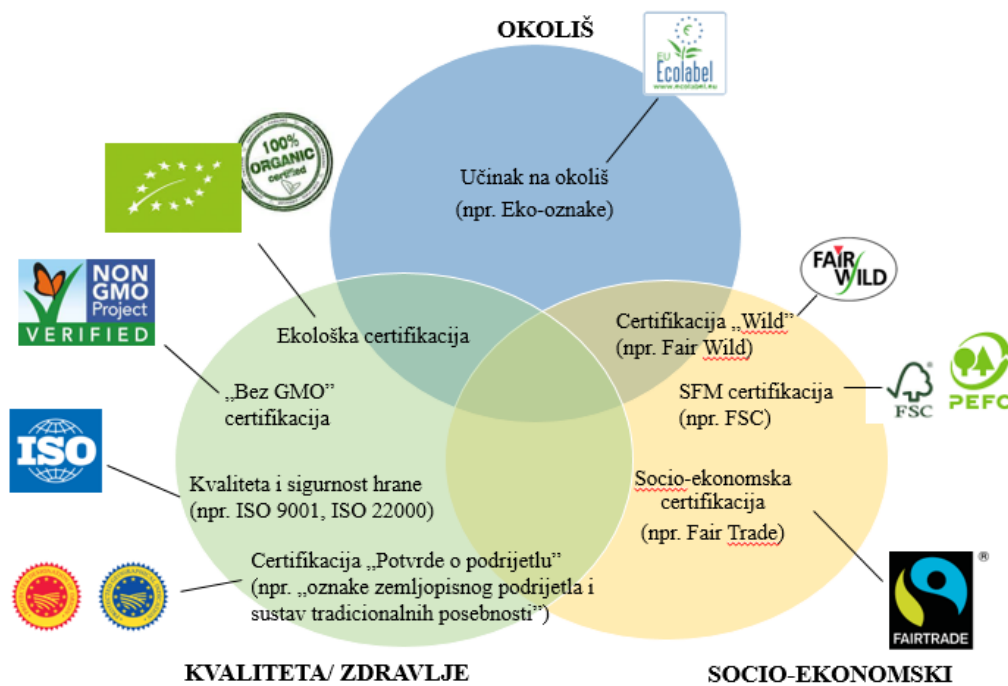 OKOLIŠ
EU
Ecolabel
www.ecolabel.eu
100%
ORGANIC
certified
Učinak na okoliš
(npr. Eko-oznake)
NON
GMO
Project
VERIFIED
Ekološka certifikacija
FAIR
WILD
Certifikacija „Wild”
(npr. Fair Wild)
„Bez GMO”
certifikacija
SFM certifikacija
(npr. FSC)
FSC
PEFC
ISO
Kvaliteta i sigurnost hrane
(npr. ISO 9001, ISO 22000)
Socio-ekonomska
certifikacija
(npr. Fair Trade)
Certifikacija „Potvrde o podrijetlu”
(npr. „oznake zemljopisnog podrijetla i
sustav tradicionalnih posebnosti”)
FAIRTRADE
®
KVALITETA/ ZDRAVLJE
SOCIO-EKONOMSKI